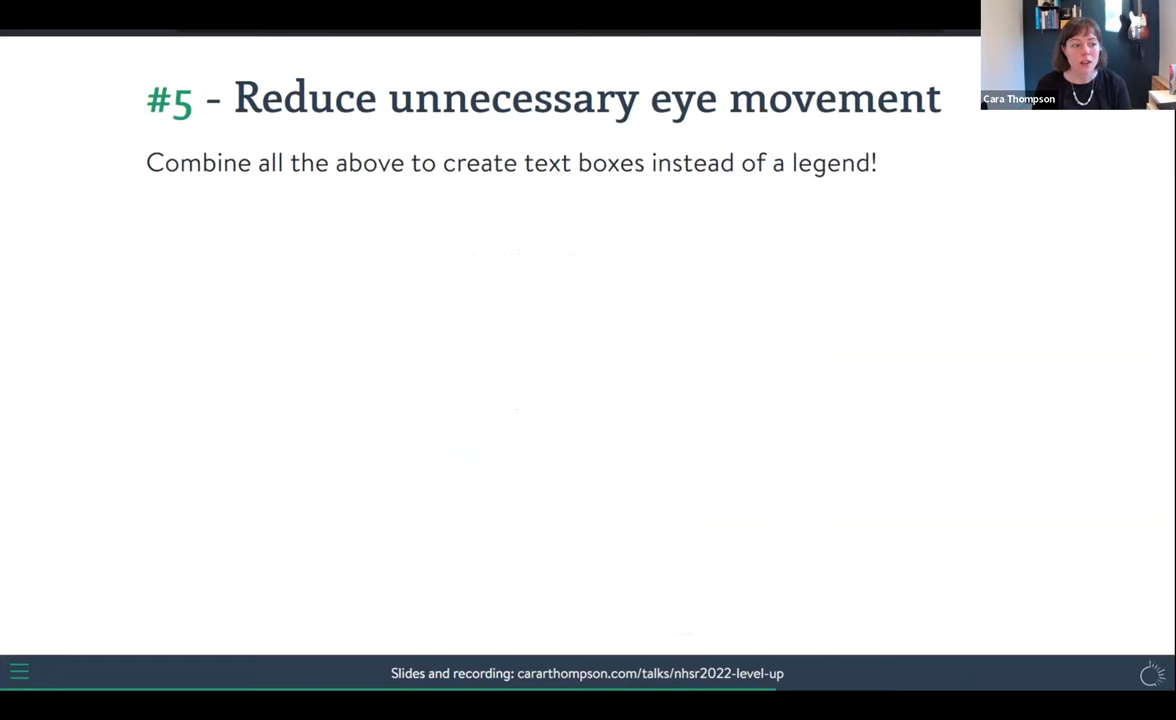 #5 - Reduce unnecessary eye movement
Cara Thompson
Combine all the above to create text boxes instead of a legend!
Slides and recording: cararthompson.com/talks/nhsr2022-level-up